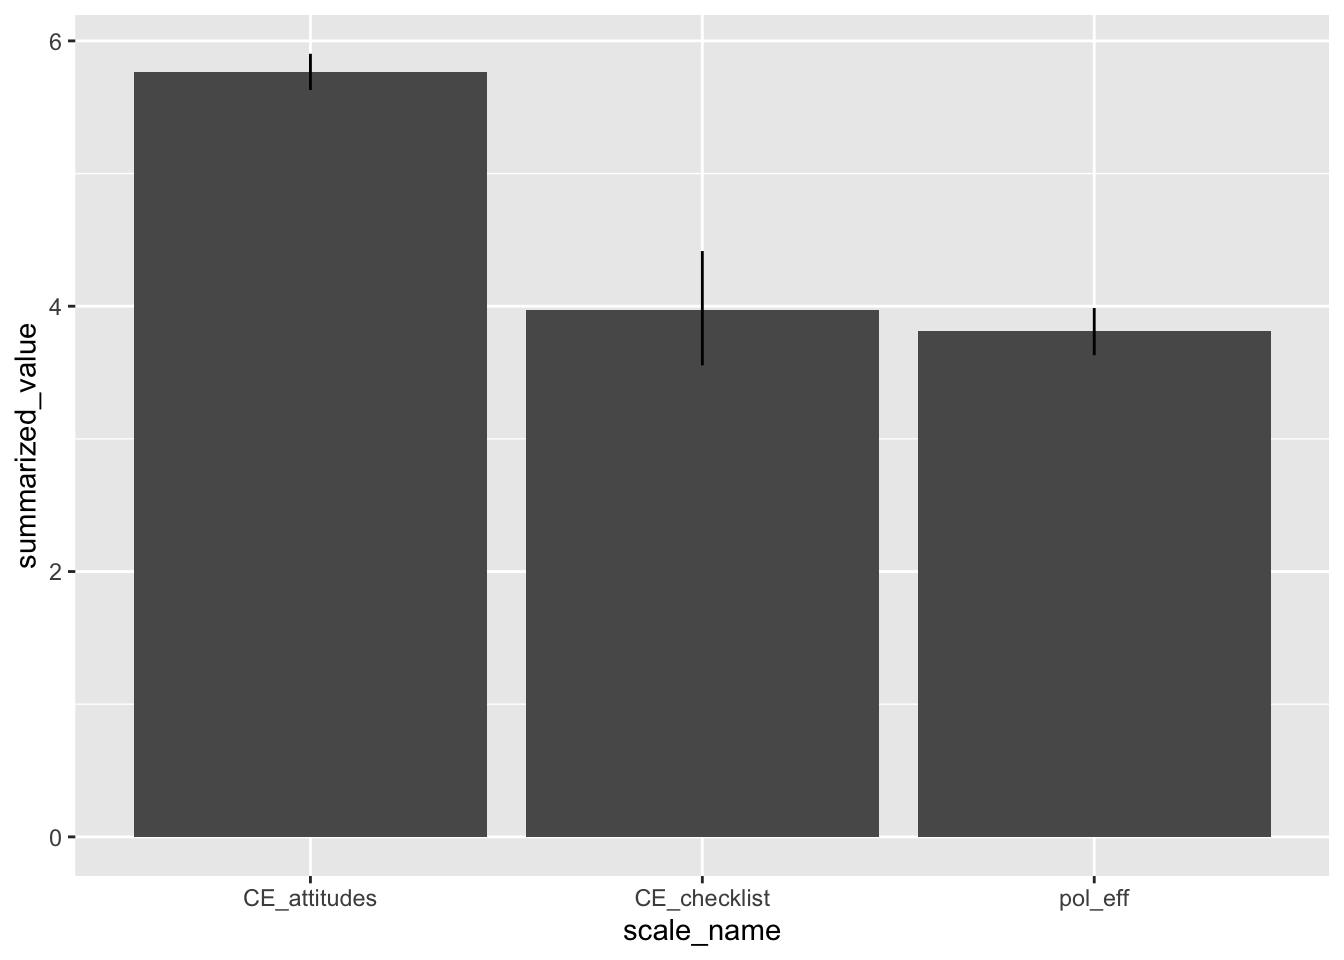 summarized_value
6
4
2
0
CE_attitudes
CE_checklist
pol_eff
scale_name